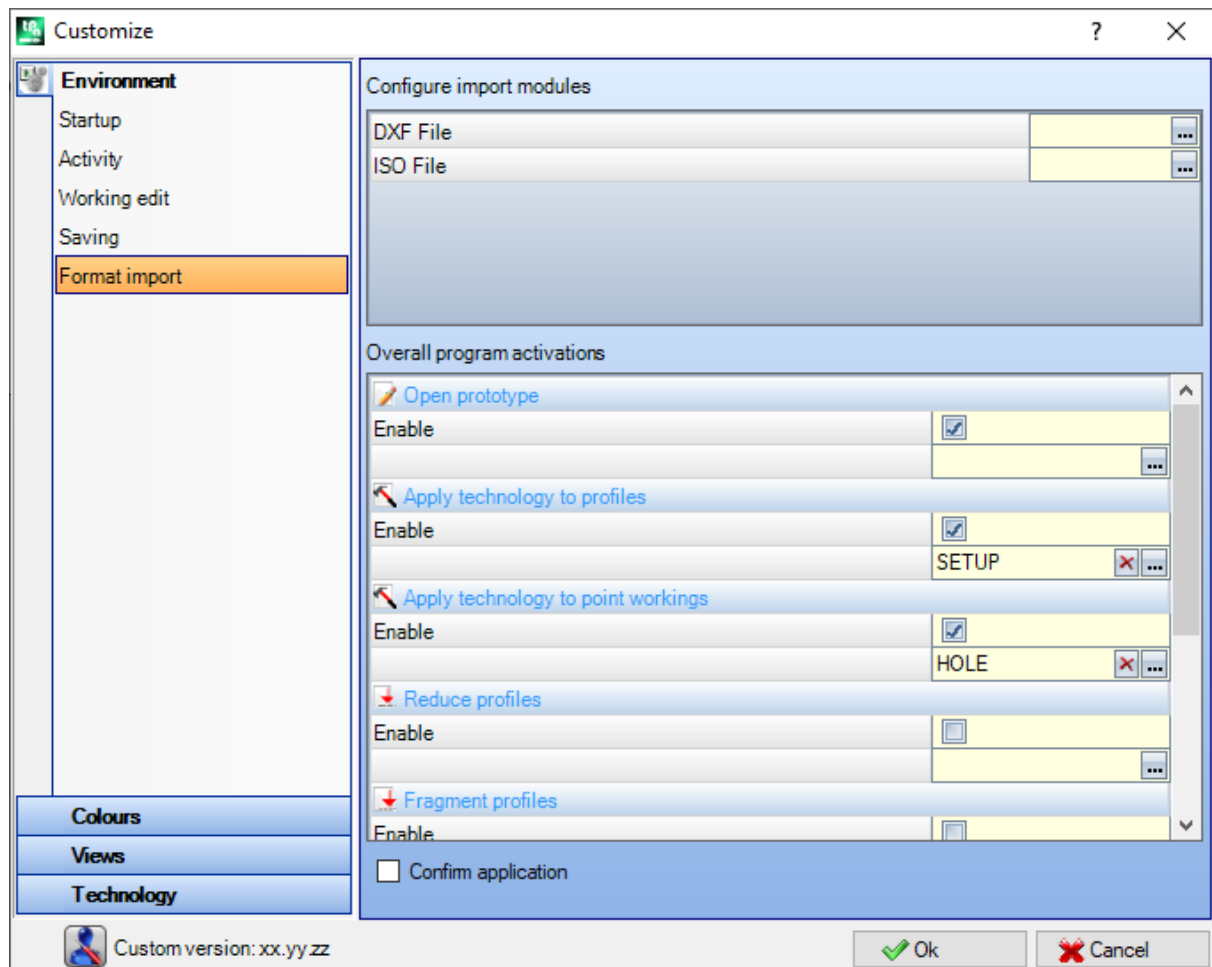 Customize
?
Environment
Startup
Activity
Working edit
Saving
Format import
Colours
Views
Technology
Configure import modules
DXF File ...
ISO File ...
Overall program activations
Open prototype
Enable
...
Apply technology to profiles
Enable
SETUP ...
Apply technology to point workings
Enable
HOLE ...
Reduce profiles
Enable
...
Fragment profiles
Enable
Confirm application
Custom version: xx.yy.zz
Ok
Cancel